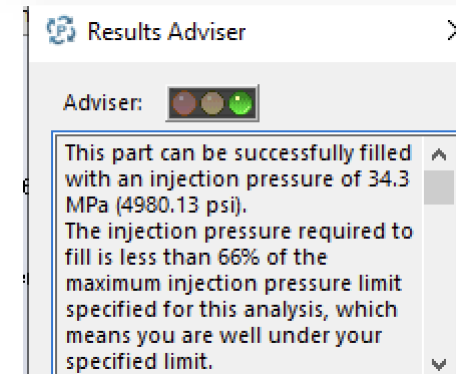 Results Adviser
Adviser:
This part can be successfully filled
with an injection pressure of 34.3
MPa (4980.13 psi).
The injection pressure required to
fill is less than 66% of the
maximum injection pressure limit
specified for this analysis, which
means you are well under your
specified limit.